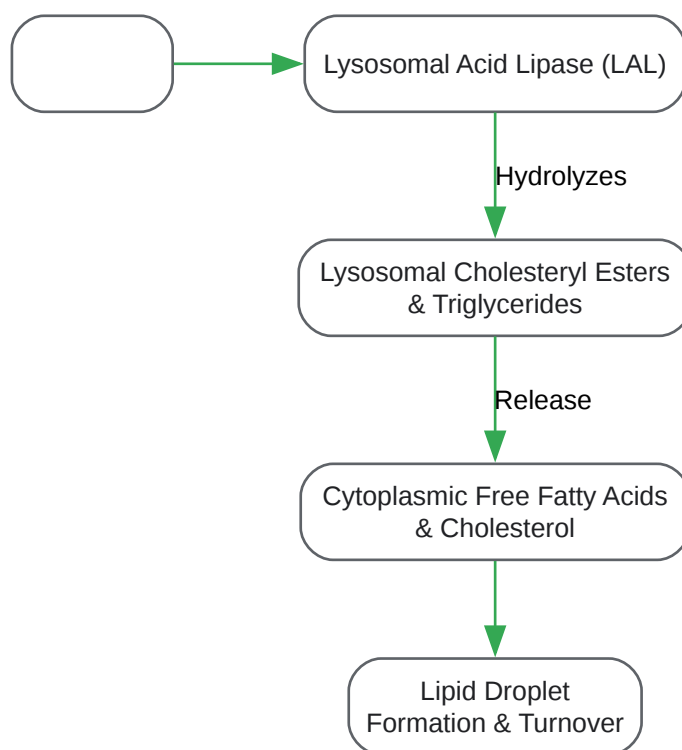 Lysosomal Acid Lipase (LAL)
Hydrolyzes
Lysosomal Cholesteryl Esters
& Triglycerides
Release
Cytoplasmic Free Fatty Acids
& Cholesterol
Lipid Droplet
Formation & Turnover